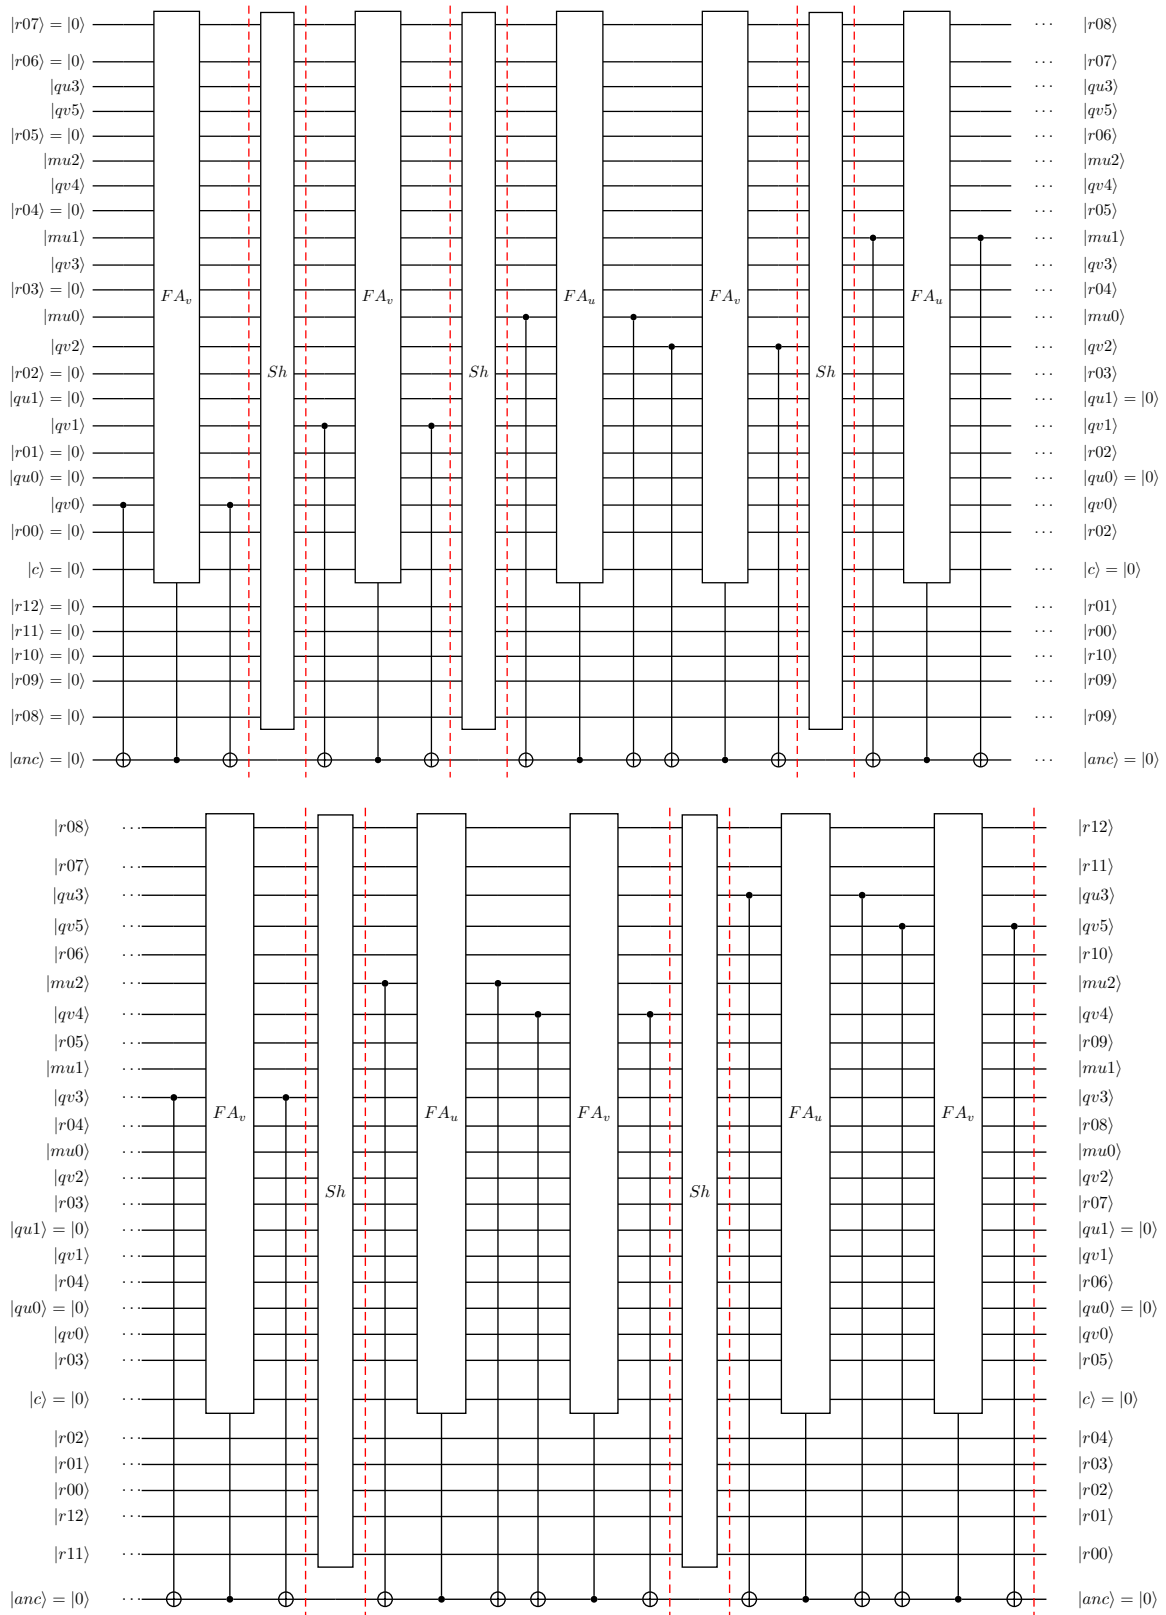 |r07⟩ = |0⟩ ··· |r08⟩
|r06⟩ = |0⟩ ··· |r07⟩
|qu3⟩ ··· |qu3⟩
|qv5⟩ ··· |qv5⟩
|r05⟩ = |0⟩ ··· |r06⟩
|mu2⟩ ··· |mu2⟩
|qv4⟩ ··· |qv4⟩
|r04⟩ = |0⟩ ··· |r05⟩
|mu1⟩ ··· |mu1⟩
|qv3⟩ ··· |qv3⟩
|r03⟩ = |0⟩ FA_v FA_v FA_u FA_v FA_u ··· |r04⟩
|mu0⟩ ··· |mu0⟩
|qv2⟩ ··· |qv2⟩
|r02⟩ = |0⟩ Sh Sh Sh ··· |r03⟩
|qu1⟩ = |0⟩ ··· |qu1⟩ = |0⟩
|qv1⟩ ··· |qv1⟩
|r01⟩ = |0⟩ ··· |r02⟩
|qu0⟩ = |0⟩ ··· |qu0⟩ = |0⟩
|qv0⟩ ··· |qv0⟩
|r00⟩ = |0⟩ ··· |r02⟩
|c⟩ = |0⟩ ··· |c⟩ = |0⟩
|r12⟩ = |0⟩ ··· |r01⟩
|r11⟩ = |0⟩ ··· |r00⟩
|r10⟩ = |0⟩ ··· |r10⟩
|r09⟩ = |0⟩ ··· |r09⟩
|r08⟩ = |0⟩ ··· |r09⟩
|anc⟩ = |0⟩ ··· |anc⟩ = |0⟩
|r08⟩ ··· |r12⟩
|r07⟩ ··· |r11⟩
|qu3⟩ ··· |qu3⟩
|qv5⟩ ··· |qv5⟩
|r06⟩ ··· |r10⟩
|mu2⟩ ··· |mu2⟩
|qv4⟩ ··· |qv4⟩
|r05⟩ ··· |r09⟩
|mu1⟩ ··· |mu1⟩
|qv3⟩ ··· |qv3⟩
FA_v FA_u FA_v FA_u FA_v
|r04⟩ ··· |r08⟩
|mu0⟩ ··· |mu0⟩
|qv2⟩ ··· |qv2⟩
Sh Sh
|r03⟩ ··· |r07⟩
|qu1⟩ = |0⟩ ··· |qu1⟩ = |0⟩
|qv1⟩ ··· |qv1⟩
|r04⟩ ··· |r06⟩
|qu0⟩ = |0⟩ ··· |qu0⟩ = |0⟩
|qv0⟩ ··· |qv0⟩
|r03⟩ ··· |r05⟩
|c⟩ = |0⟩ ··· |c⟩ = |0⟩
|r02⟩ ··· |r04⟩
|r01⟩ ··· |r03⟩
|r00⟩ ··· |r02⟩
|r12⟩ ··· |r01⟩
|r11⟩ ··· |r00⟩
|anc⟩ = |0⟩ ··· |anc⟩ = |0⟩